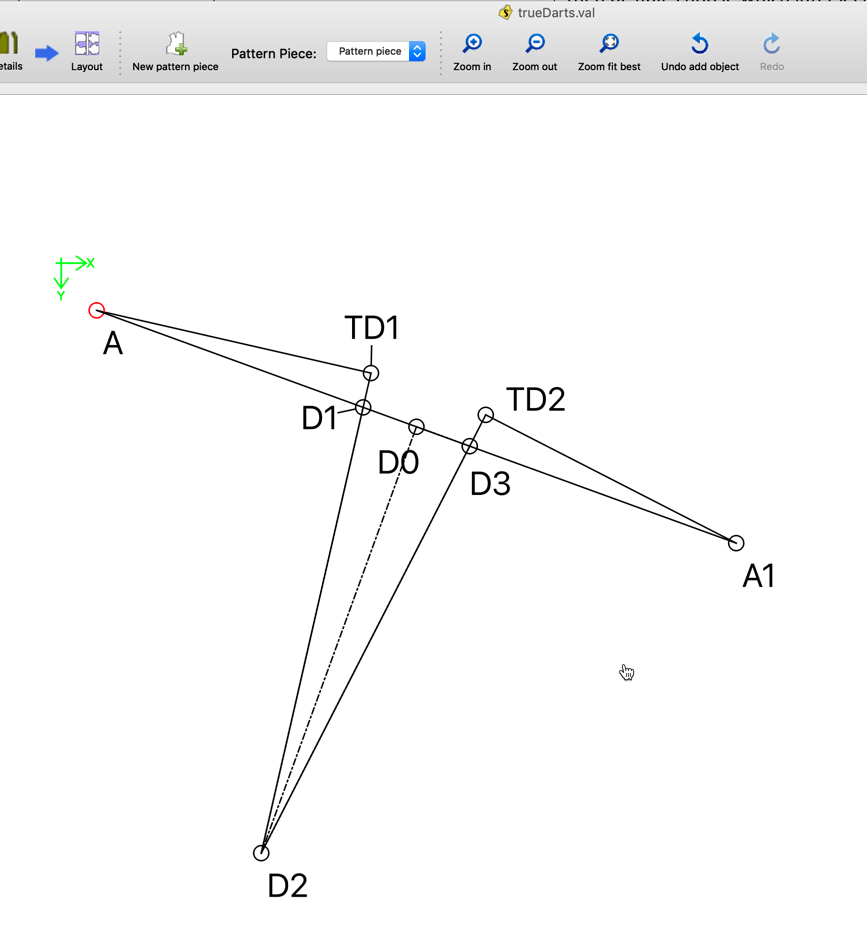 trueDarts.val
etails
Layout
New pattern piece
Pattern Piece:
Pattern piece
Zoom in
Zoom out
Zoom fit best
Undo add object
Redo
X
Y
A
TD1
D1
TD2
D0
D3
A1
D2